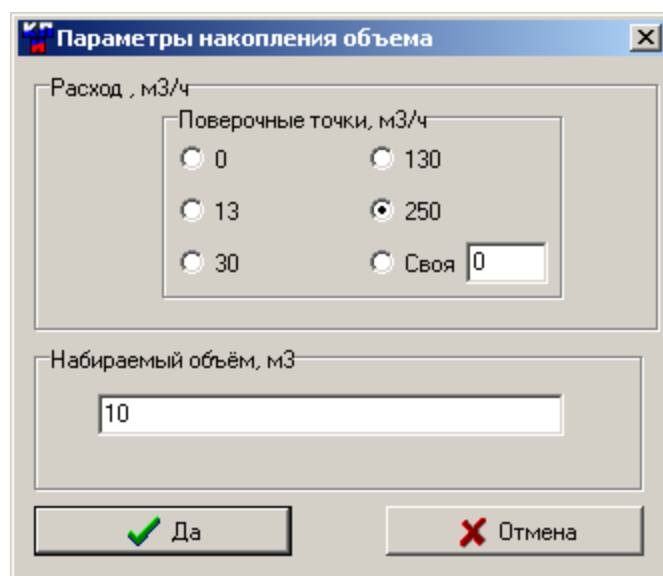 КП И Параметры накопления объема
Расход , м3/ч
Поверочные точки, м3/ч
0 130
13 250
30 Своя 0
Набираемый объём, м3
10
Да Отмена